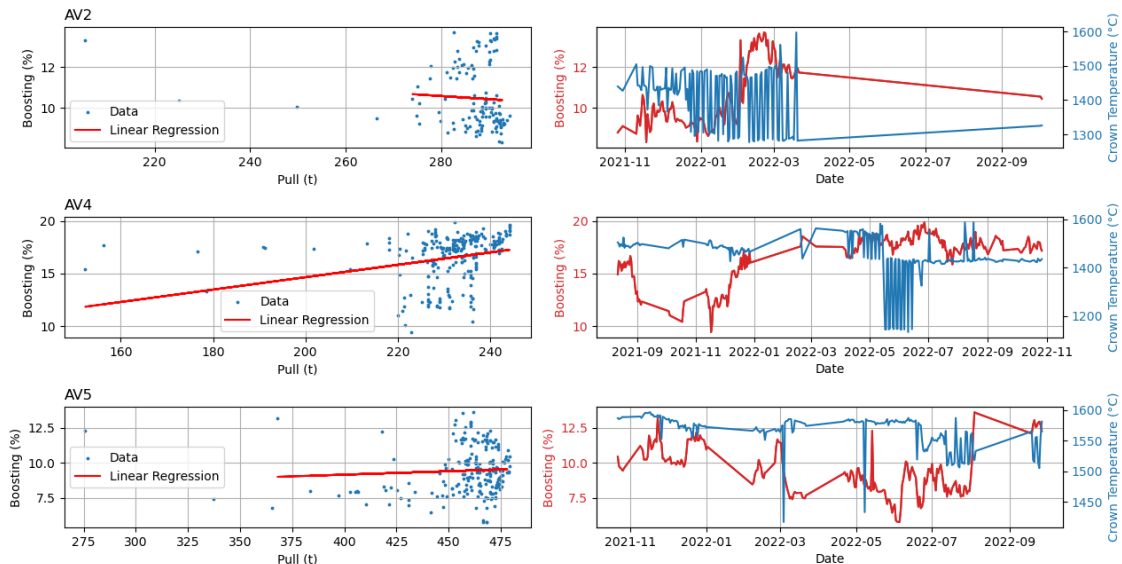 AV2
Boosting (%)
12
10
Data
Linear Regression
220
240
260
280
Pull (t)
Boosting (%)
12
10
1600
1500
1400
1300
Crown Temperature (°C)
2021-11
2022-01
2022-03
2022-05
2022-07
2022-09
Date
AV4
Boosting (%)
20
15
10
Data
Linear Regression
160
180
200
220
240
Pull (t)
Boosting (%)
20
15
10
1600
1400
1200
Crown Temperature (°C)
2021-09
2021-11
2022-01
2022-03
2022-05
2022-07
2022-09
2022-11
Date
AV5
Boosting (%)
12.5
10.0
7.5
Data
Linear Regression
275
300
325
350
375
400
425
450
475
Pull (t)
Boosting (%)
12.5
10.0
7.5
1600
1550
1500
1450
Crown Temperature (°C)
2021-11
2022-01
2022-03
2022-05
2022-07
2022-09
Date